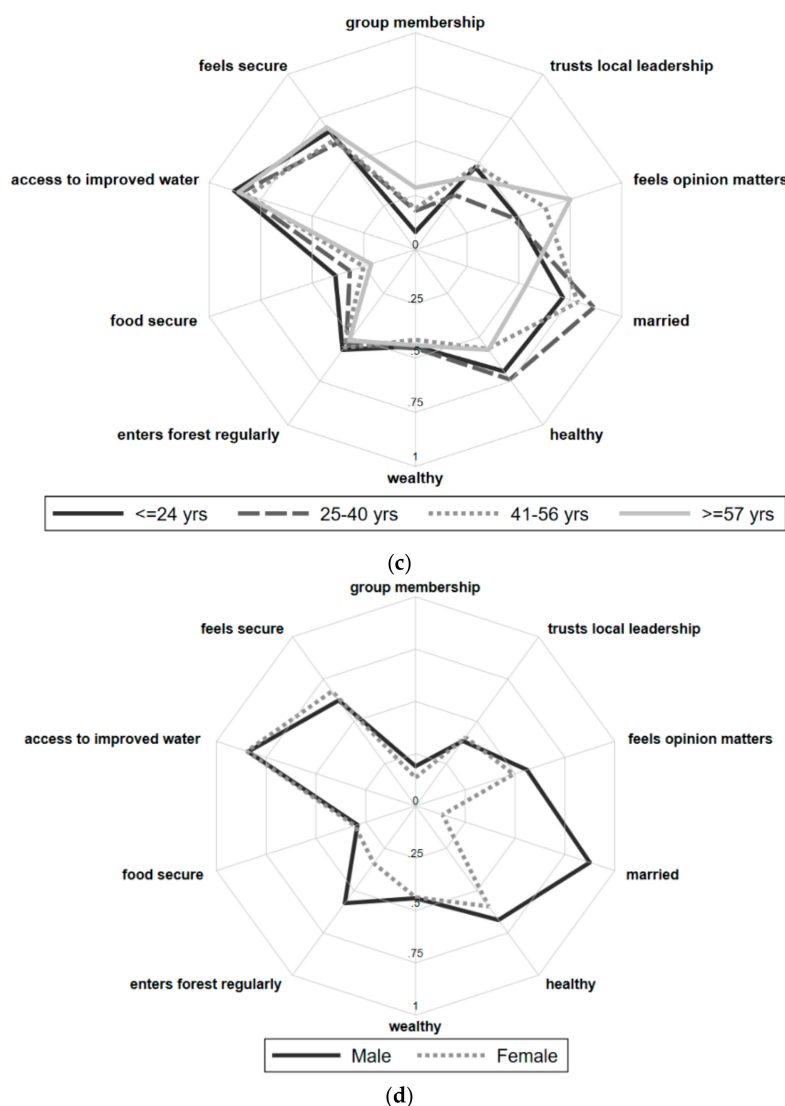 group membership
feels secure
trusts local leadership
access to improved water
feels opinion matters
0
food secure
.25
married
.5
enters forest regularly
.75
healthy
1
wealthy
<=24 yrs 25-40 yrs 41-56 yrs >=57 yrs
(c)
group membership
feels secure
trusts local leadership
access to improved water
feels opinion matters
0
.25
food secure
married
.5
.75
enters forest regularly
healthy
1
wealthy
Male Female
(d)